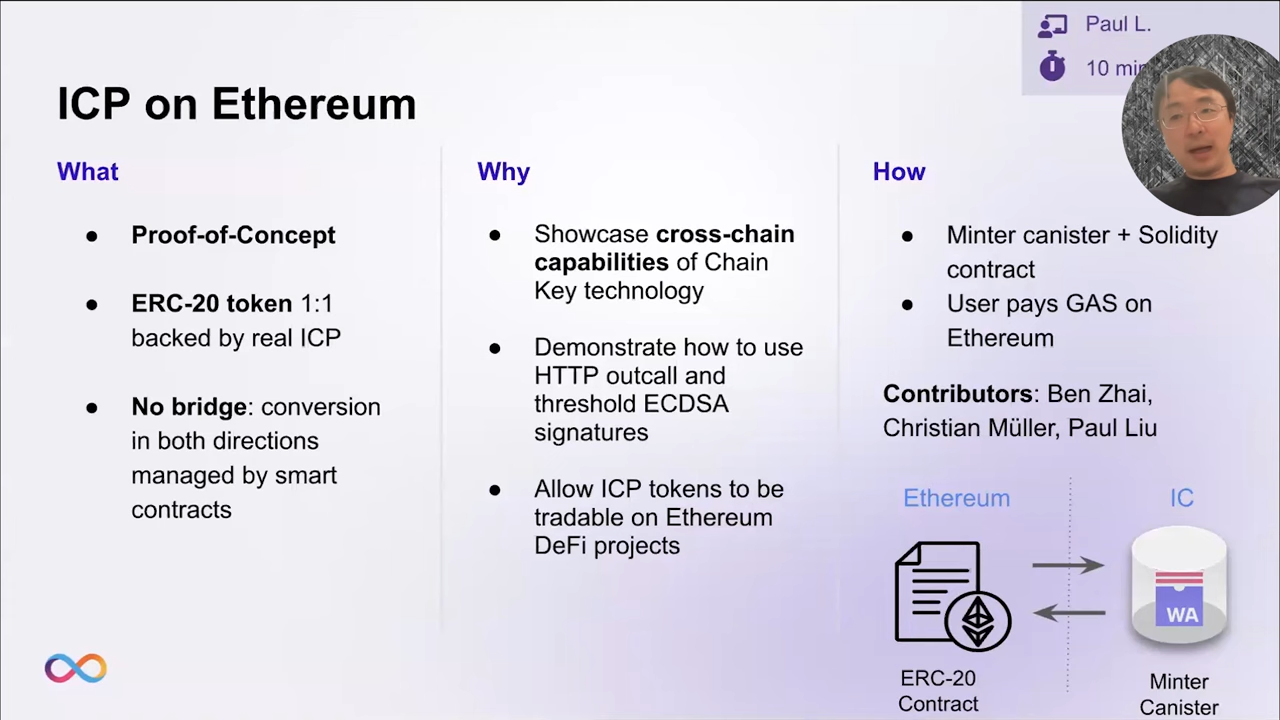 Paul L.
10 min
ICP on Ethereum
What
● Proof-of-Concept
● ERC-20 token 1:1
backed by real ICP
● No bridge: conversion
in both directions
managed by smart
contracts
Why
● Showcase cross-chain
capabilities of Chain
Key technology
● Demonstrate how to use
HTTP outcall and
threshold ECDSA
signatures
● Allow ICP tokens to be
tradable on Ethereum
DeFi projects
How
● Minter canister + Solidity
contract
● User pays GAS on
Ethereum
Contributors: Ben Zhai,
Christian Müller, Paul Liu
Ethereum
IC
WA
ERC-20
Contract
Minter
Canister